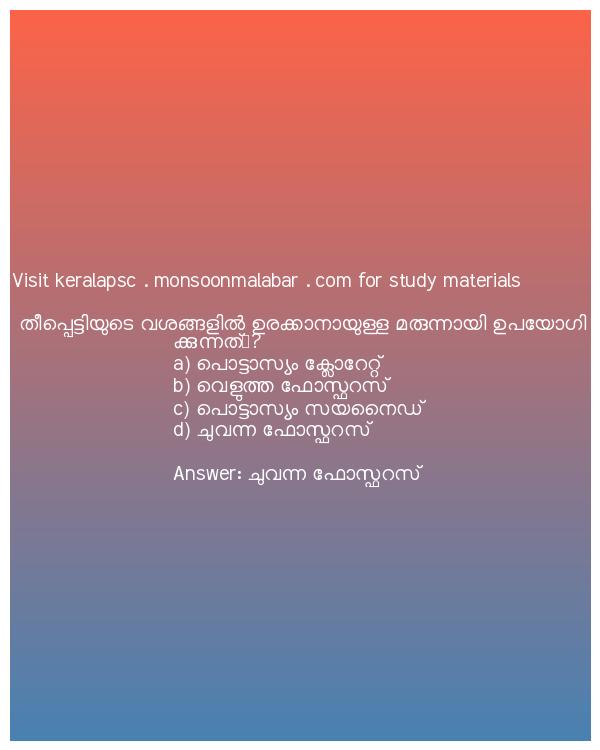 Visit keralapsc . monsoonmalabar . com for study materials
തീപ്പെട്ടിയുടെ വശങ്ങളിൽ ഉരക്കാനായുള്ള മരുന്നായി ഉപയോഗി
ക്കുന്നത്?
a) പൊട്ടാസ്യം ക്ലോറേറ്റ്
b) വെളുത്ത ഫോസ്ഫറസ്
c) പൊട്ടാസ്യം സയനൈഡ്
d) ചുവന്ന ഫോസ്ഫറസ്
Answer: ചുവന്ന ഫോസ്ഫറസ്